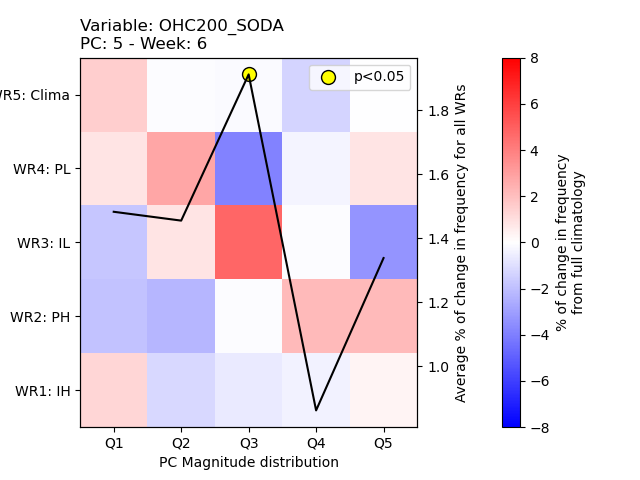 Variable: OHC200_SODA
PC: 5 - Week: 6
p<0.05
WR5: Clima
WR4: PL
WR3: IL
WR2: PH
WR1: IH
Q1 Q2 Q3 Q4 Q5
PC Magnitude distribution
1.8
1.6
1.4
1.2
1.0
Average % of change in frequency for all WRs
8
6
4
2
0
−2
−4
−6
−8
% of change in frequency
from full climatology